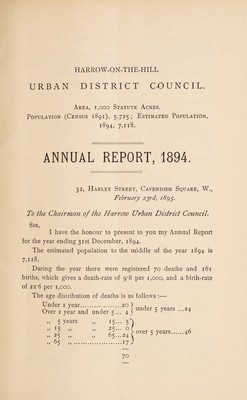 HARROW-ON-THE-HILL
URBAN DISTRICT COUNCIL.
AREA, 1,000 STATUTE ACRES.
POPULATION (CENSUS 1891), 5,725; ESTIMATED POPULATION,
1894, 7,118.
ANNUAL REPORT, 1894.
32, HARLEY STREET, CAVENDISH SQUARE, W.,
February 23rd, 1895.
To the Chairman of the Harrow Urban District Council.
SIR,
I have the honour to present to you my Annual Report
for the year ending 31st December, 1894.
The estimated population to the middle of the year 1894 is
7,118.
During the year there were registered 70 deaths and 161
births, which gives a death-rate of 9·8 per 1,000, and a birth-rate
of 22·6 per 1,000.
The age distribution of deaths is as follows:—
Under 1 year..................20 } under 5 years ...24
Over 1 year and under 5... 4
„ 5 years „ 15... 5 } over 5 years......46
„ 15 „ „ 25... 0
„ 25 „ „ 65...24
„ 65 „ ..................17
70